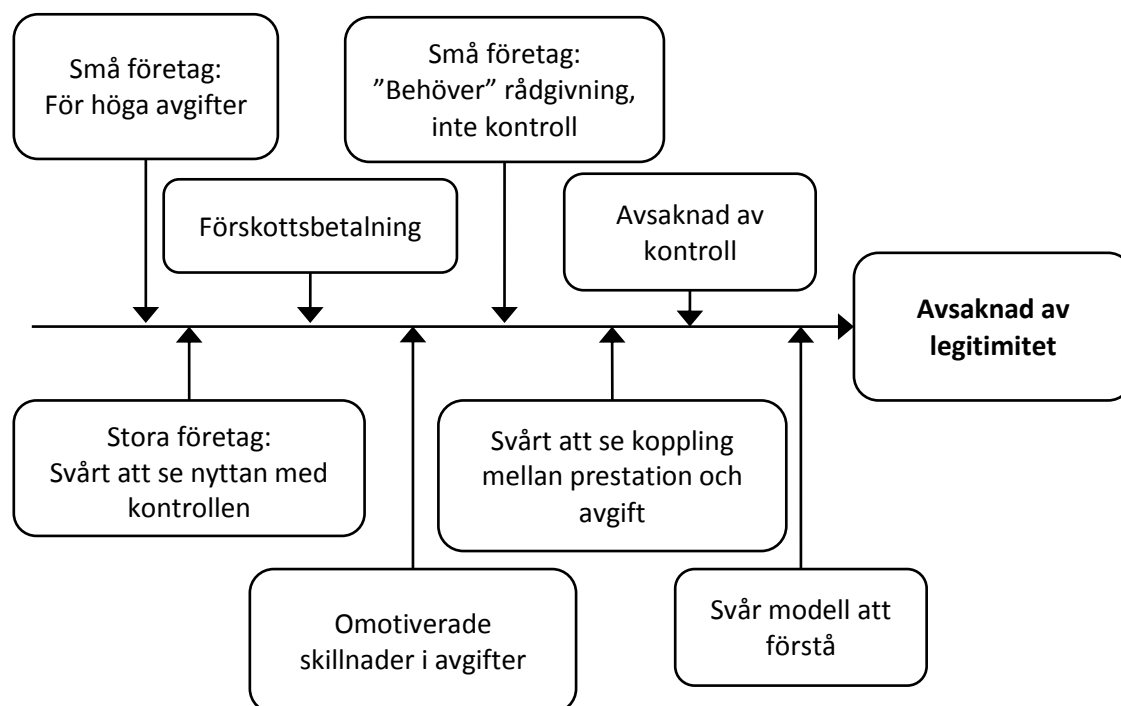 Små företag:
För höga avgifter
Små företag:
”Behöver” rådgivning,
inte kontroll
Förskottsbetalning
Avsaknad av
kontroll
Avsaknad av
legitimitet
Stora företag:
Svårt att se nyttan med
kontrollen
Svårt att se koppling
mellan prestation och
avgift
Omotiverade
skillnader i avgifter
Svår modell att
förstå